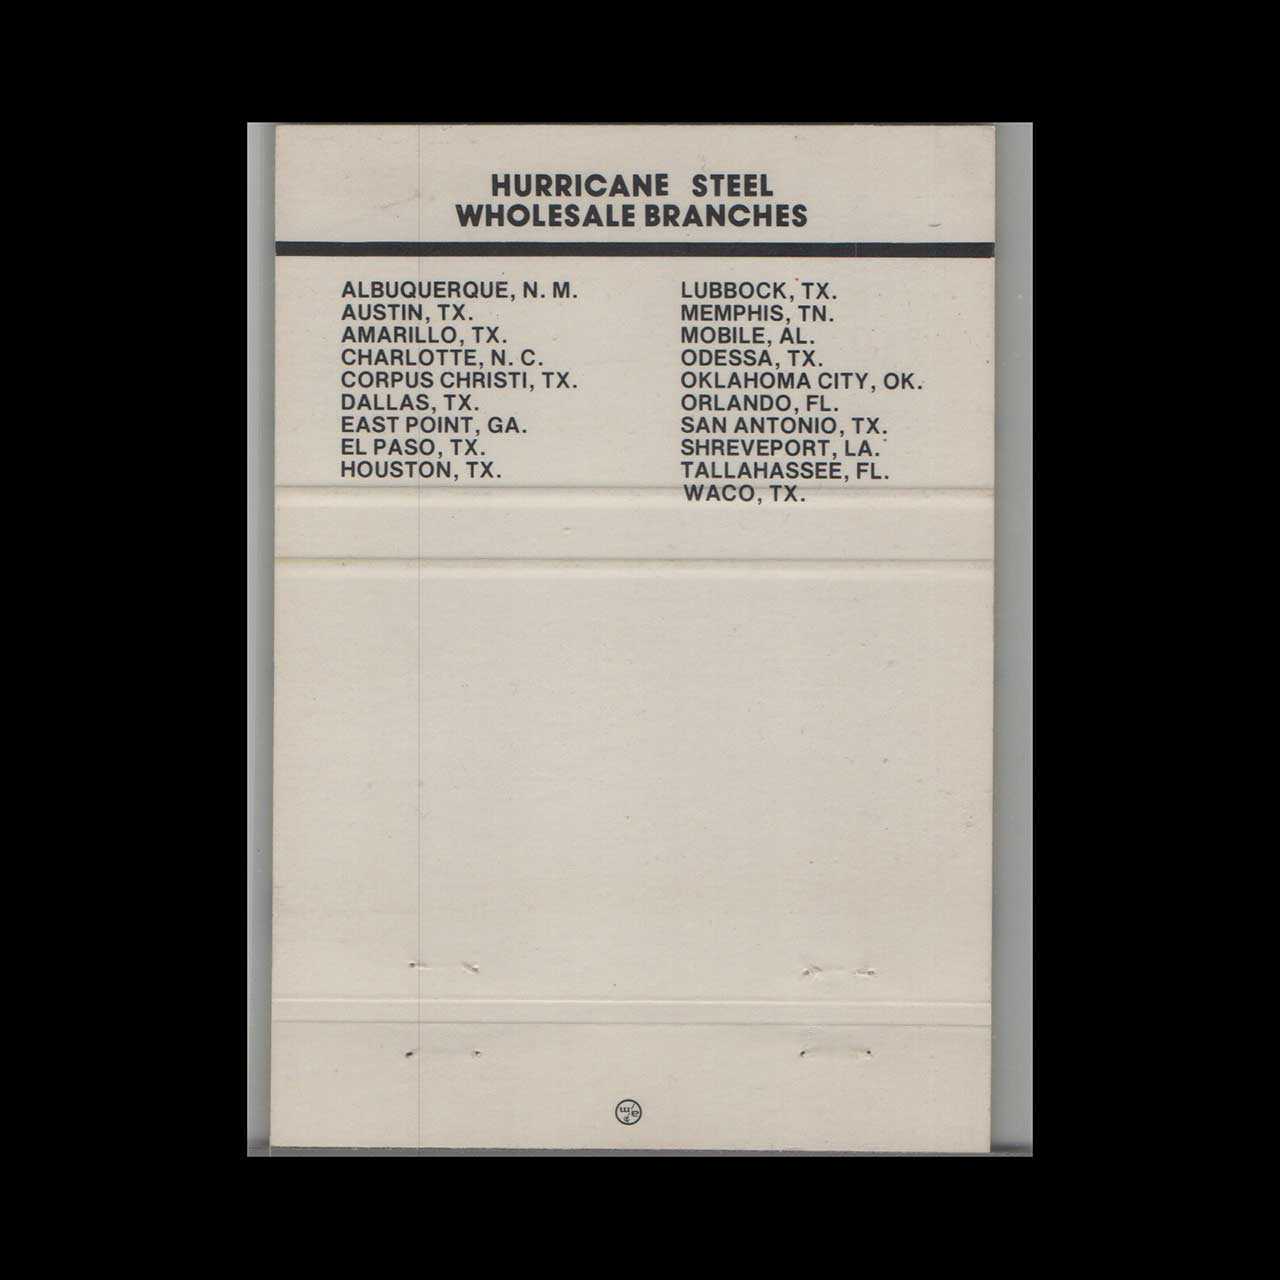 HURRICANE STEEL
WHOLESALE BRANCHES
ALBUQUERQUE, N. M.
AUSTIN, TX.
AMARILLO, TX.
CHARLOTTE, N. C.
CORPUS CHRISTI, TX.
DALLAS, TX.
EAST POINT, GA.
EL PASO, TX.
HOUSTON, TX.
LUBBOCK, TX.
MEMPHIS, TN.
MOBILE, AL.
ODESSA, TX.
OKLAHOMA CITY, OK.
ORLANDO, FL.
SAN ANTONIO, TX.
SHREVEPORT, LA.
TALLAHASSEE, FL.
WACO, TX.